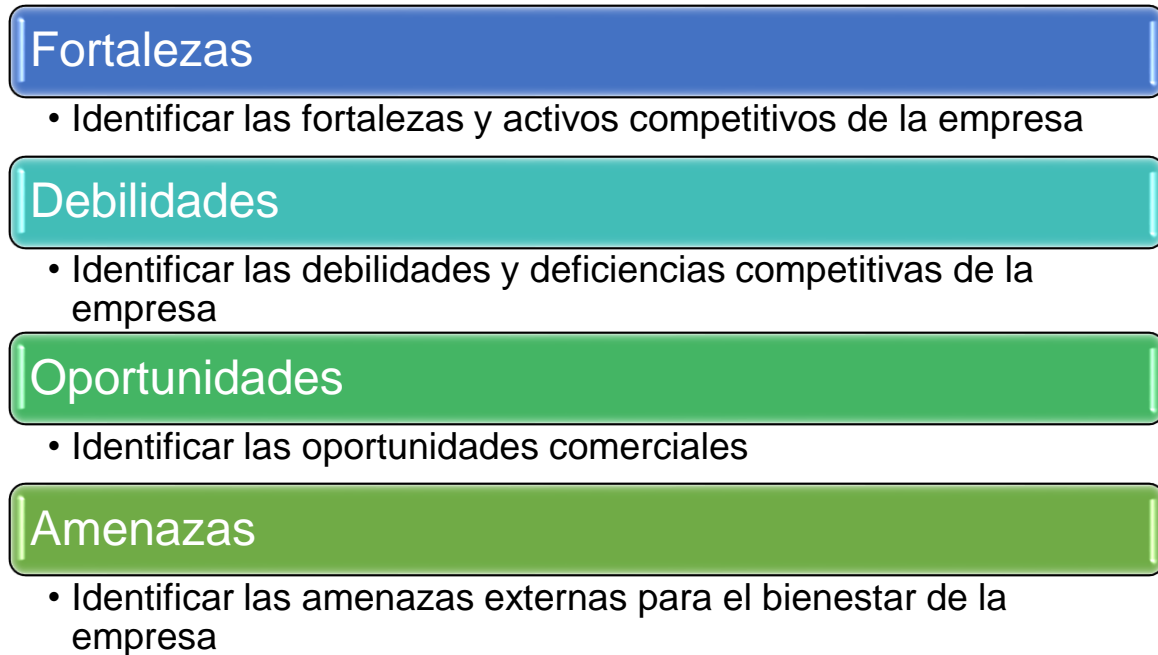 Fortalezas
• Identificar las fortalezas y activos competitivos de la empresa
Debilidades
• Identificar las debilidades y deficiencias competitivas de la
empresa
Oportunidades
• Identificar las oportunidades comerciales
Amenazas
• Identificar las amenazas externas para el bienestar de la
empresa